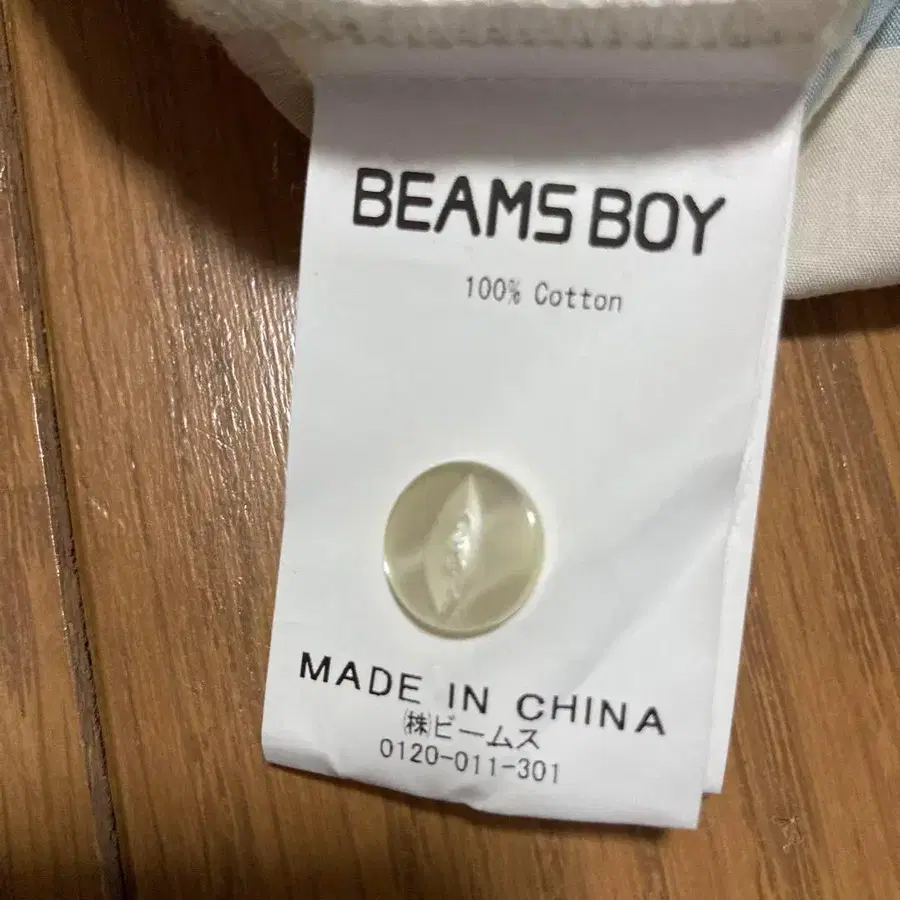 BEAMS BOY
100% Cotton
MADE IN CHINA
㈱ビームス
0120-011-301